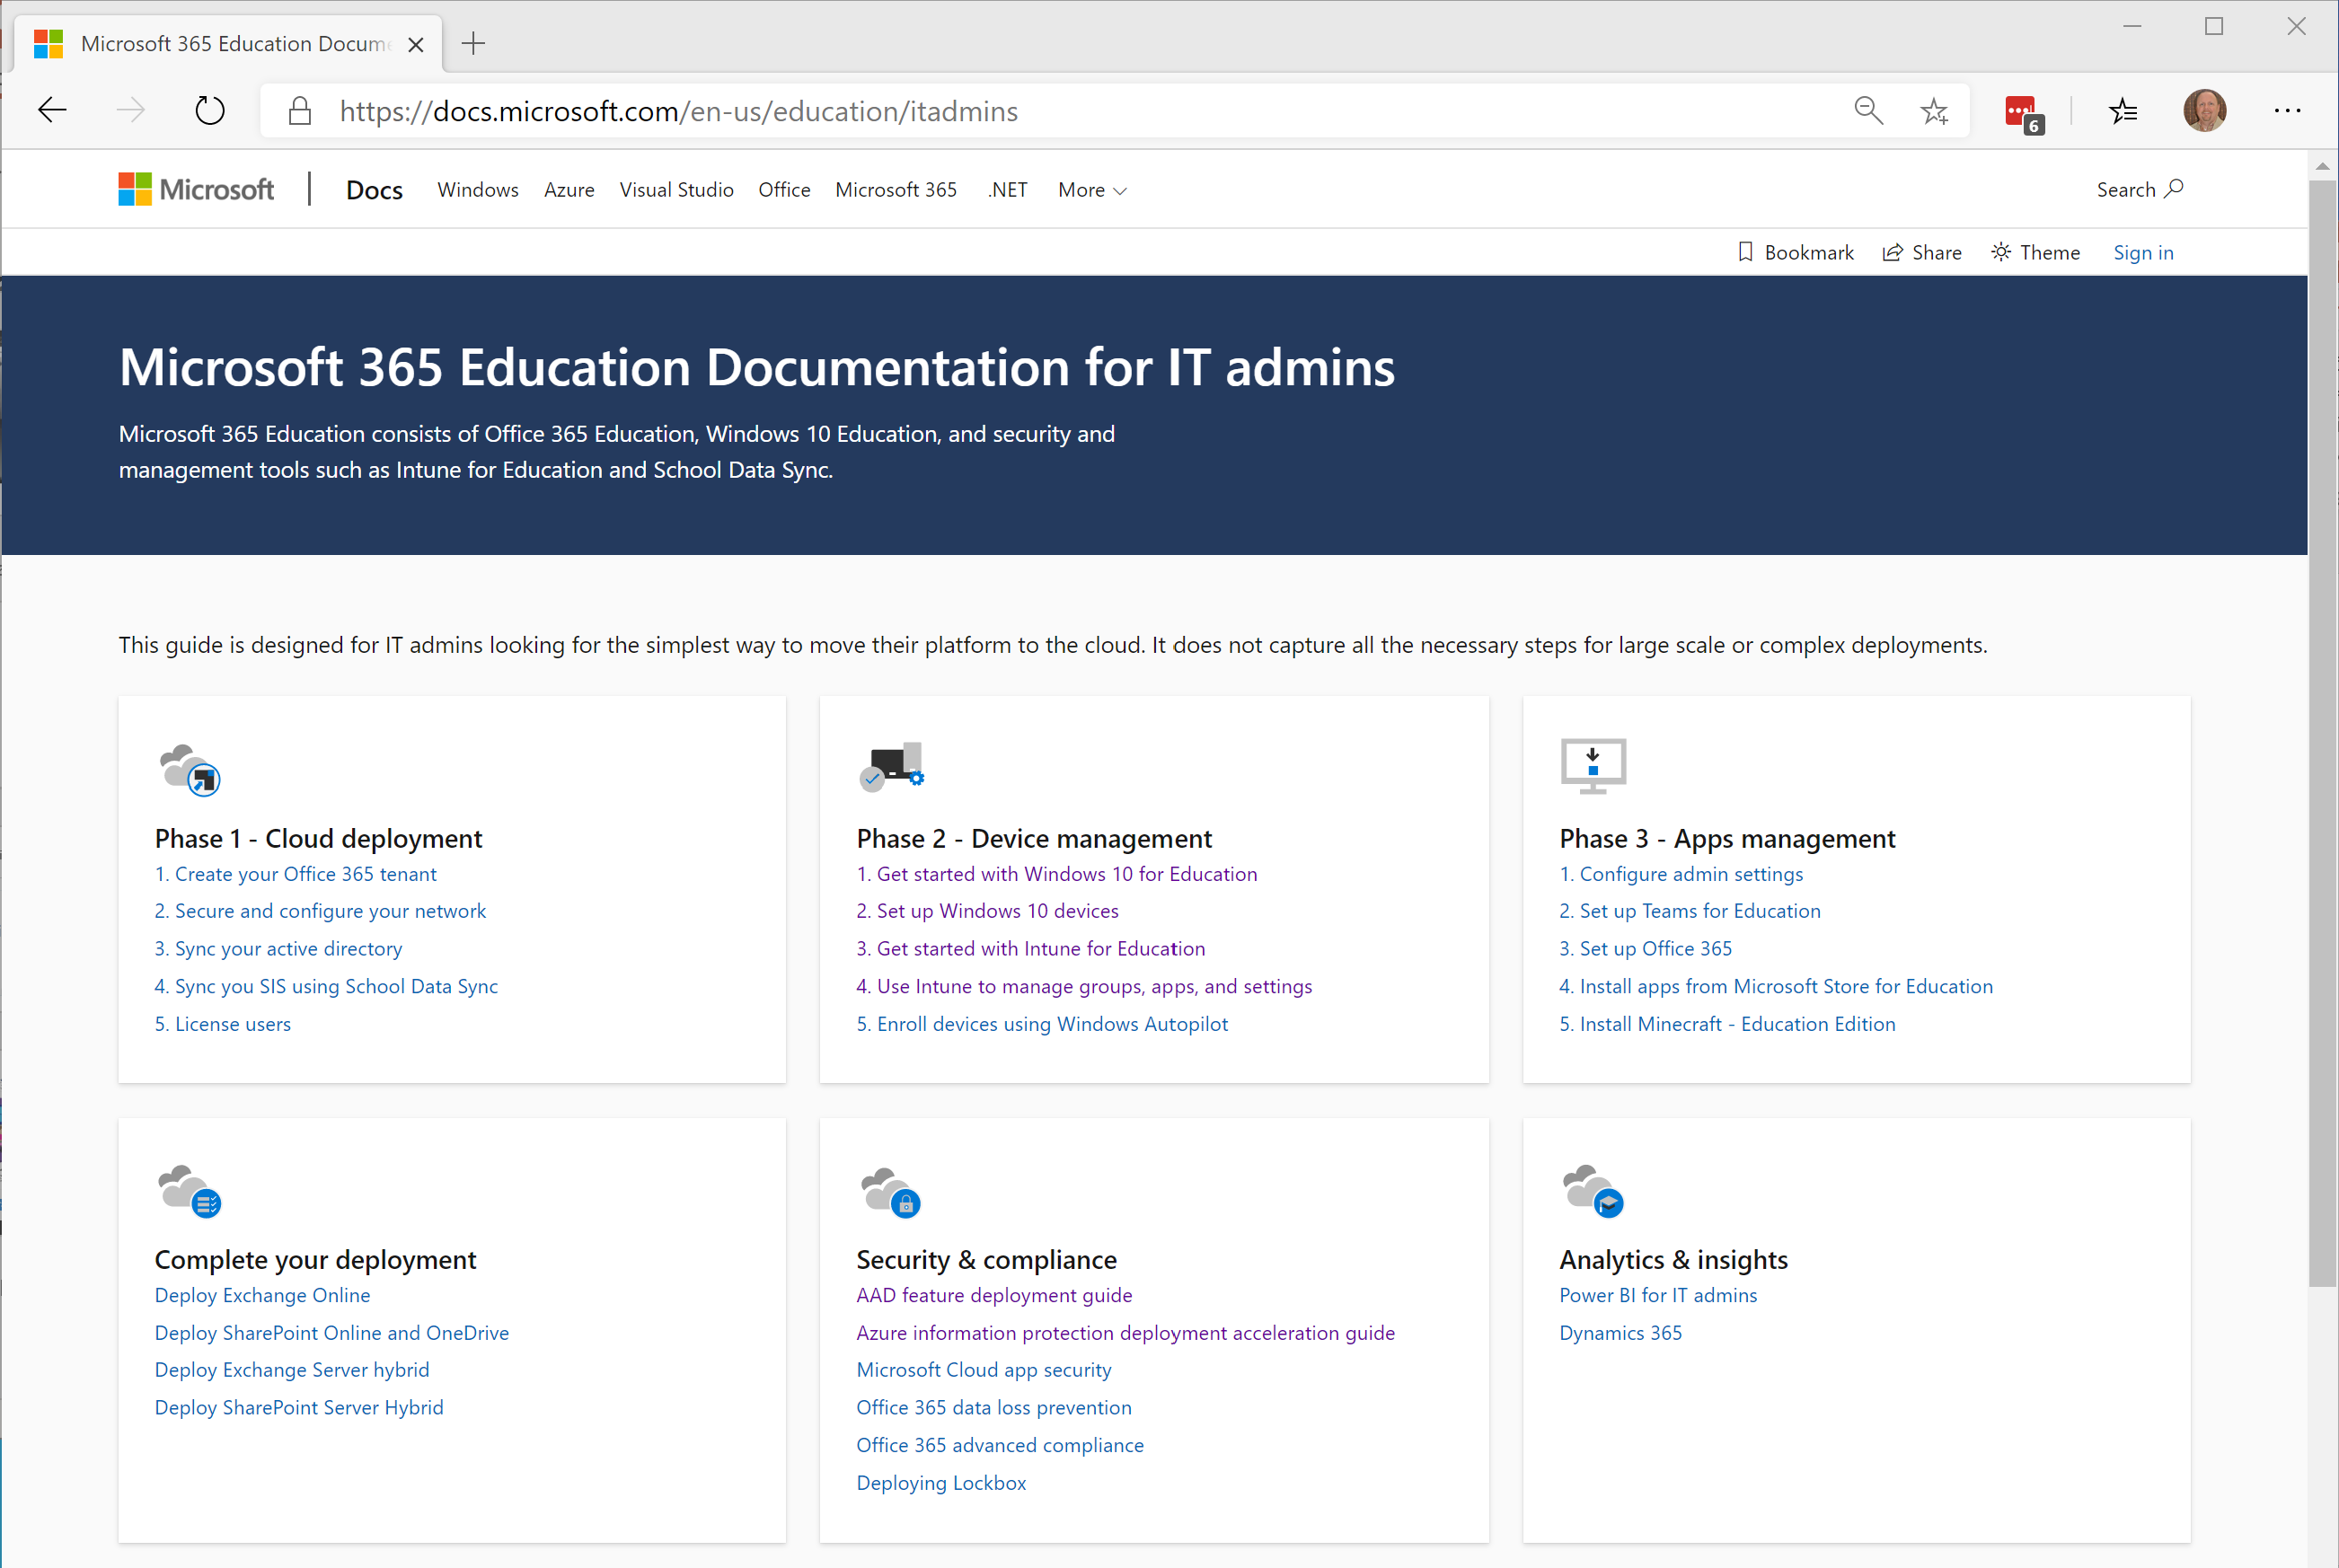 Microsoft 365 Education Docume
https://docs.microsoft.com/en-us/education/itadmins
6
Microsoft Docs Windows Azure Visual Studio Office Microsoft 365 .NET More Search
Bookmark Share Theme Sign in
Microsoft 365 Education Documentation for IT admins
Microsoft 365 Education consists of Office 365 Education, Windows 10 Education, and security and
management tools such as Intune for Education and School Data Sync.
This guide is designed for IT admins looking for the simplest way to move their platform to the cloud. It does not capture all the necessary steps for large scale or complex deployments.
Phase 1 - Cloud deployment
1. Create your Office 365 tenant
2. Secure and configure your network
3. Sync your active directory
4. Sync you SIS using School Data Sync
5. License users
Phase 2 - Device management
1. Get started with Windows 10 for Education
2. Set up Windows 10 devices
3. Get started with Intune for Education
4. Use Intune to manage groups, apps, and settings
5. Enroll devices using Windows Autopilot
Phase 3 - Apps management
1. Configure admin settings
2. Set up Teams for Education
3. Set up Office 365
4. Install apps from Microsoft Store for Education
5. Install Minecraft - Education Edition
Complete your deployment
Deploy Exchange Online
Deploy SharePoint Online and OneDrive
Deploy Exchange Server hybrid
Deploy SharePoint Server Hybrid
Security & compliance
AAD feature deployment guide
Azure information protection deployment acceleration guide
Microsoft Cloud app security
Office 365 data loss prevention
Office 365 advanced compliance
Deploying Lockbox
Analytics & insights
Power BI for IT admins
Dynamics 365